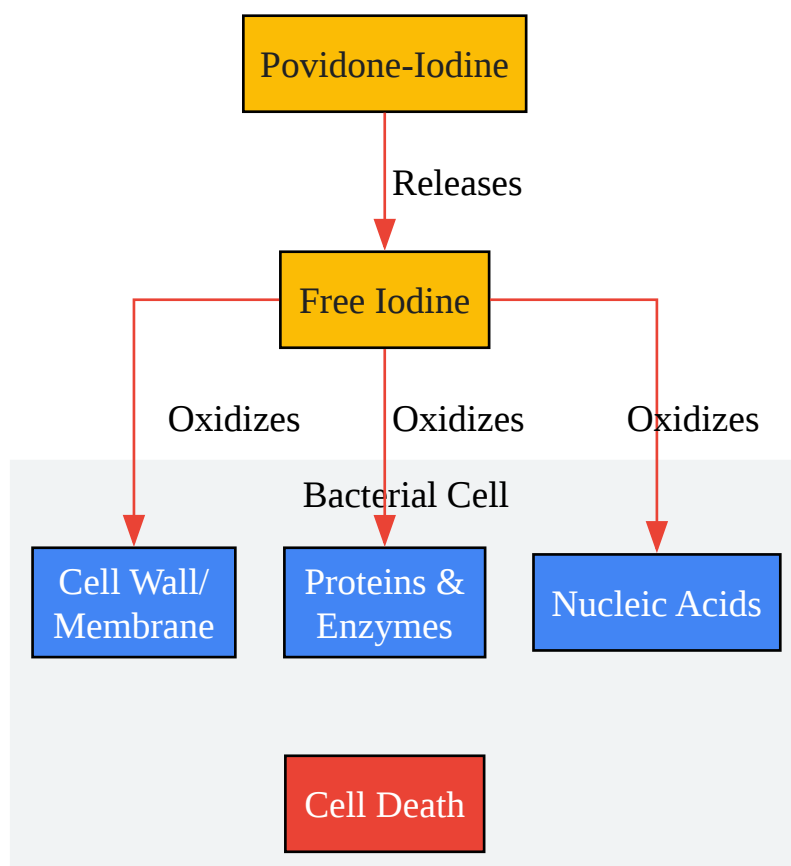 Povidone-Iodine
Releases
Free Iodine
Oxidizes
Oxidizes
Oxidizes
Bacterial Cell
Cell Wall/
Membrane
Proteins &
Enzymes
Nucleic Acids
Cell Death